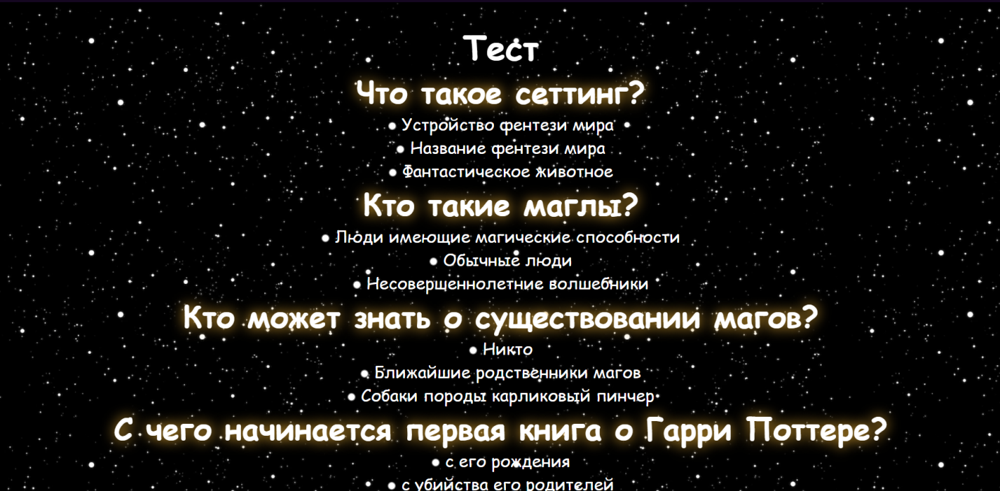 Тест
Что такое сеттинг?
Устройство фентези мира
Название фентези мира
Фантастическое животное
Кто такие маглы?
Люди имеющие магические способности
Обычные люди
Несовершеннолетние волшебники
Кто может знать о существовании магов?
Никто
Ближайшие родственники магов
Собаки породы карликовый пинчер
С чего начинается первая книга о Гарри Поттере?
с его рождения
с убийства его родителей